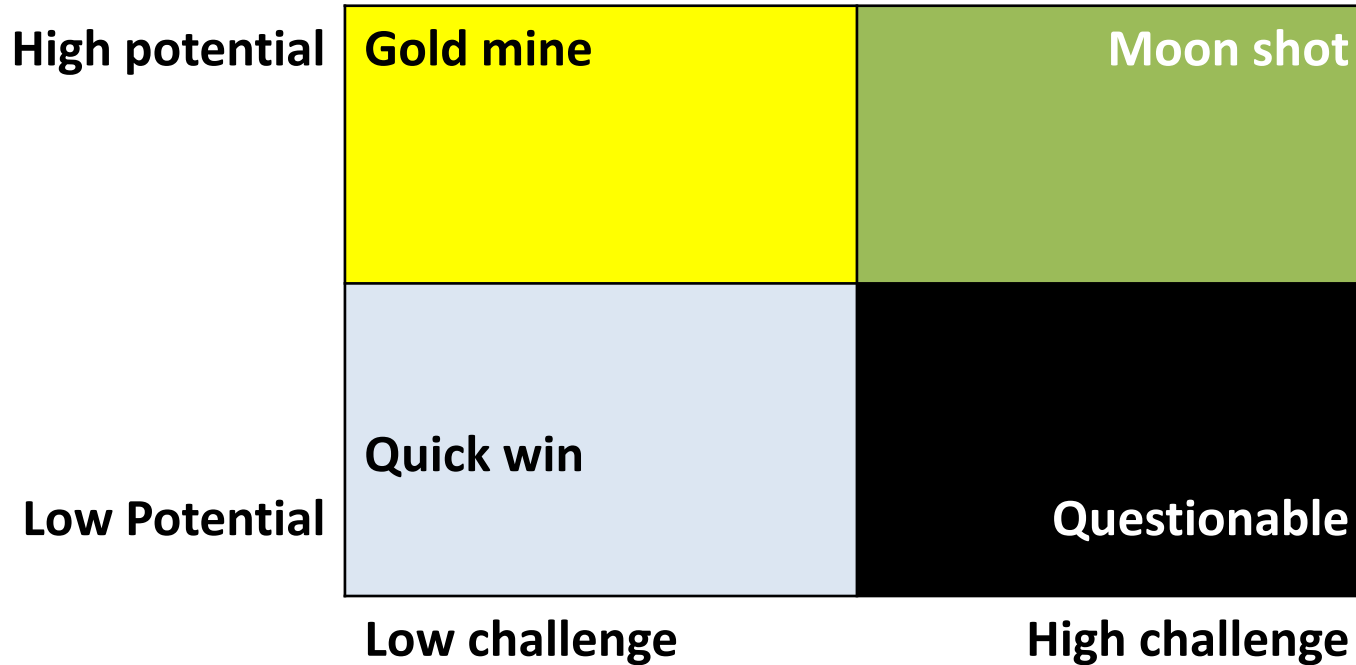 High potential
Gold mine
Moon shot
Quick win
Low Potential
Questionable
Low challenge
High challenge